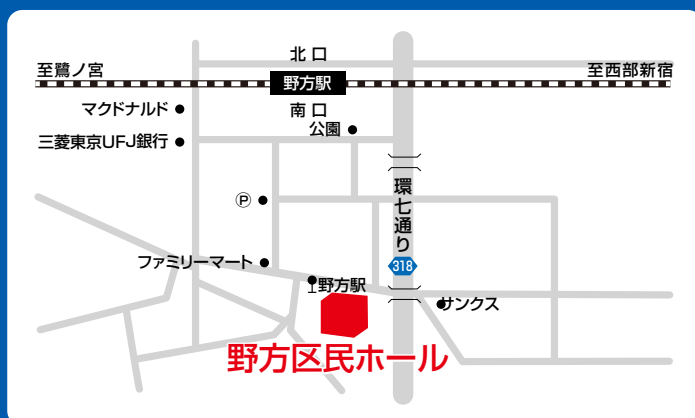 北口
至鷺ノ宮
至西部新宿
野方駅
マクドナルド
南口
公園
三菱東京UFJ銀行
環七通り
Ⓟ
ファミリーマート
318
野方駅
サンクス
野方区民ホール